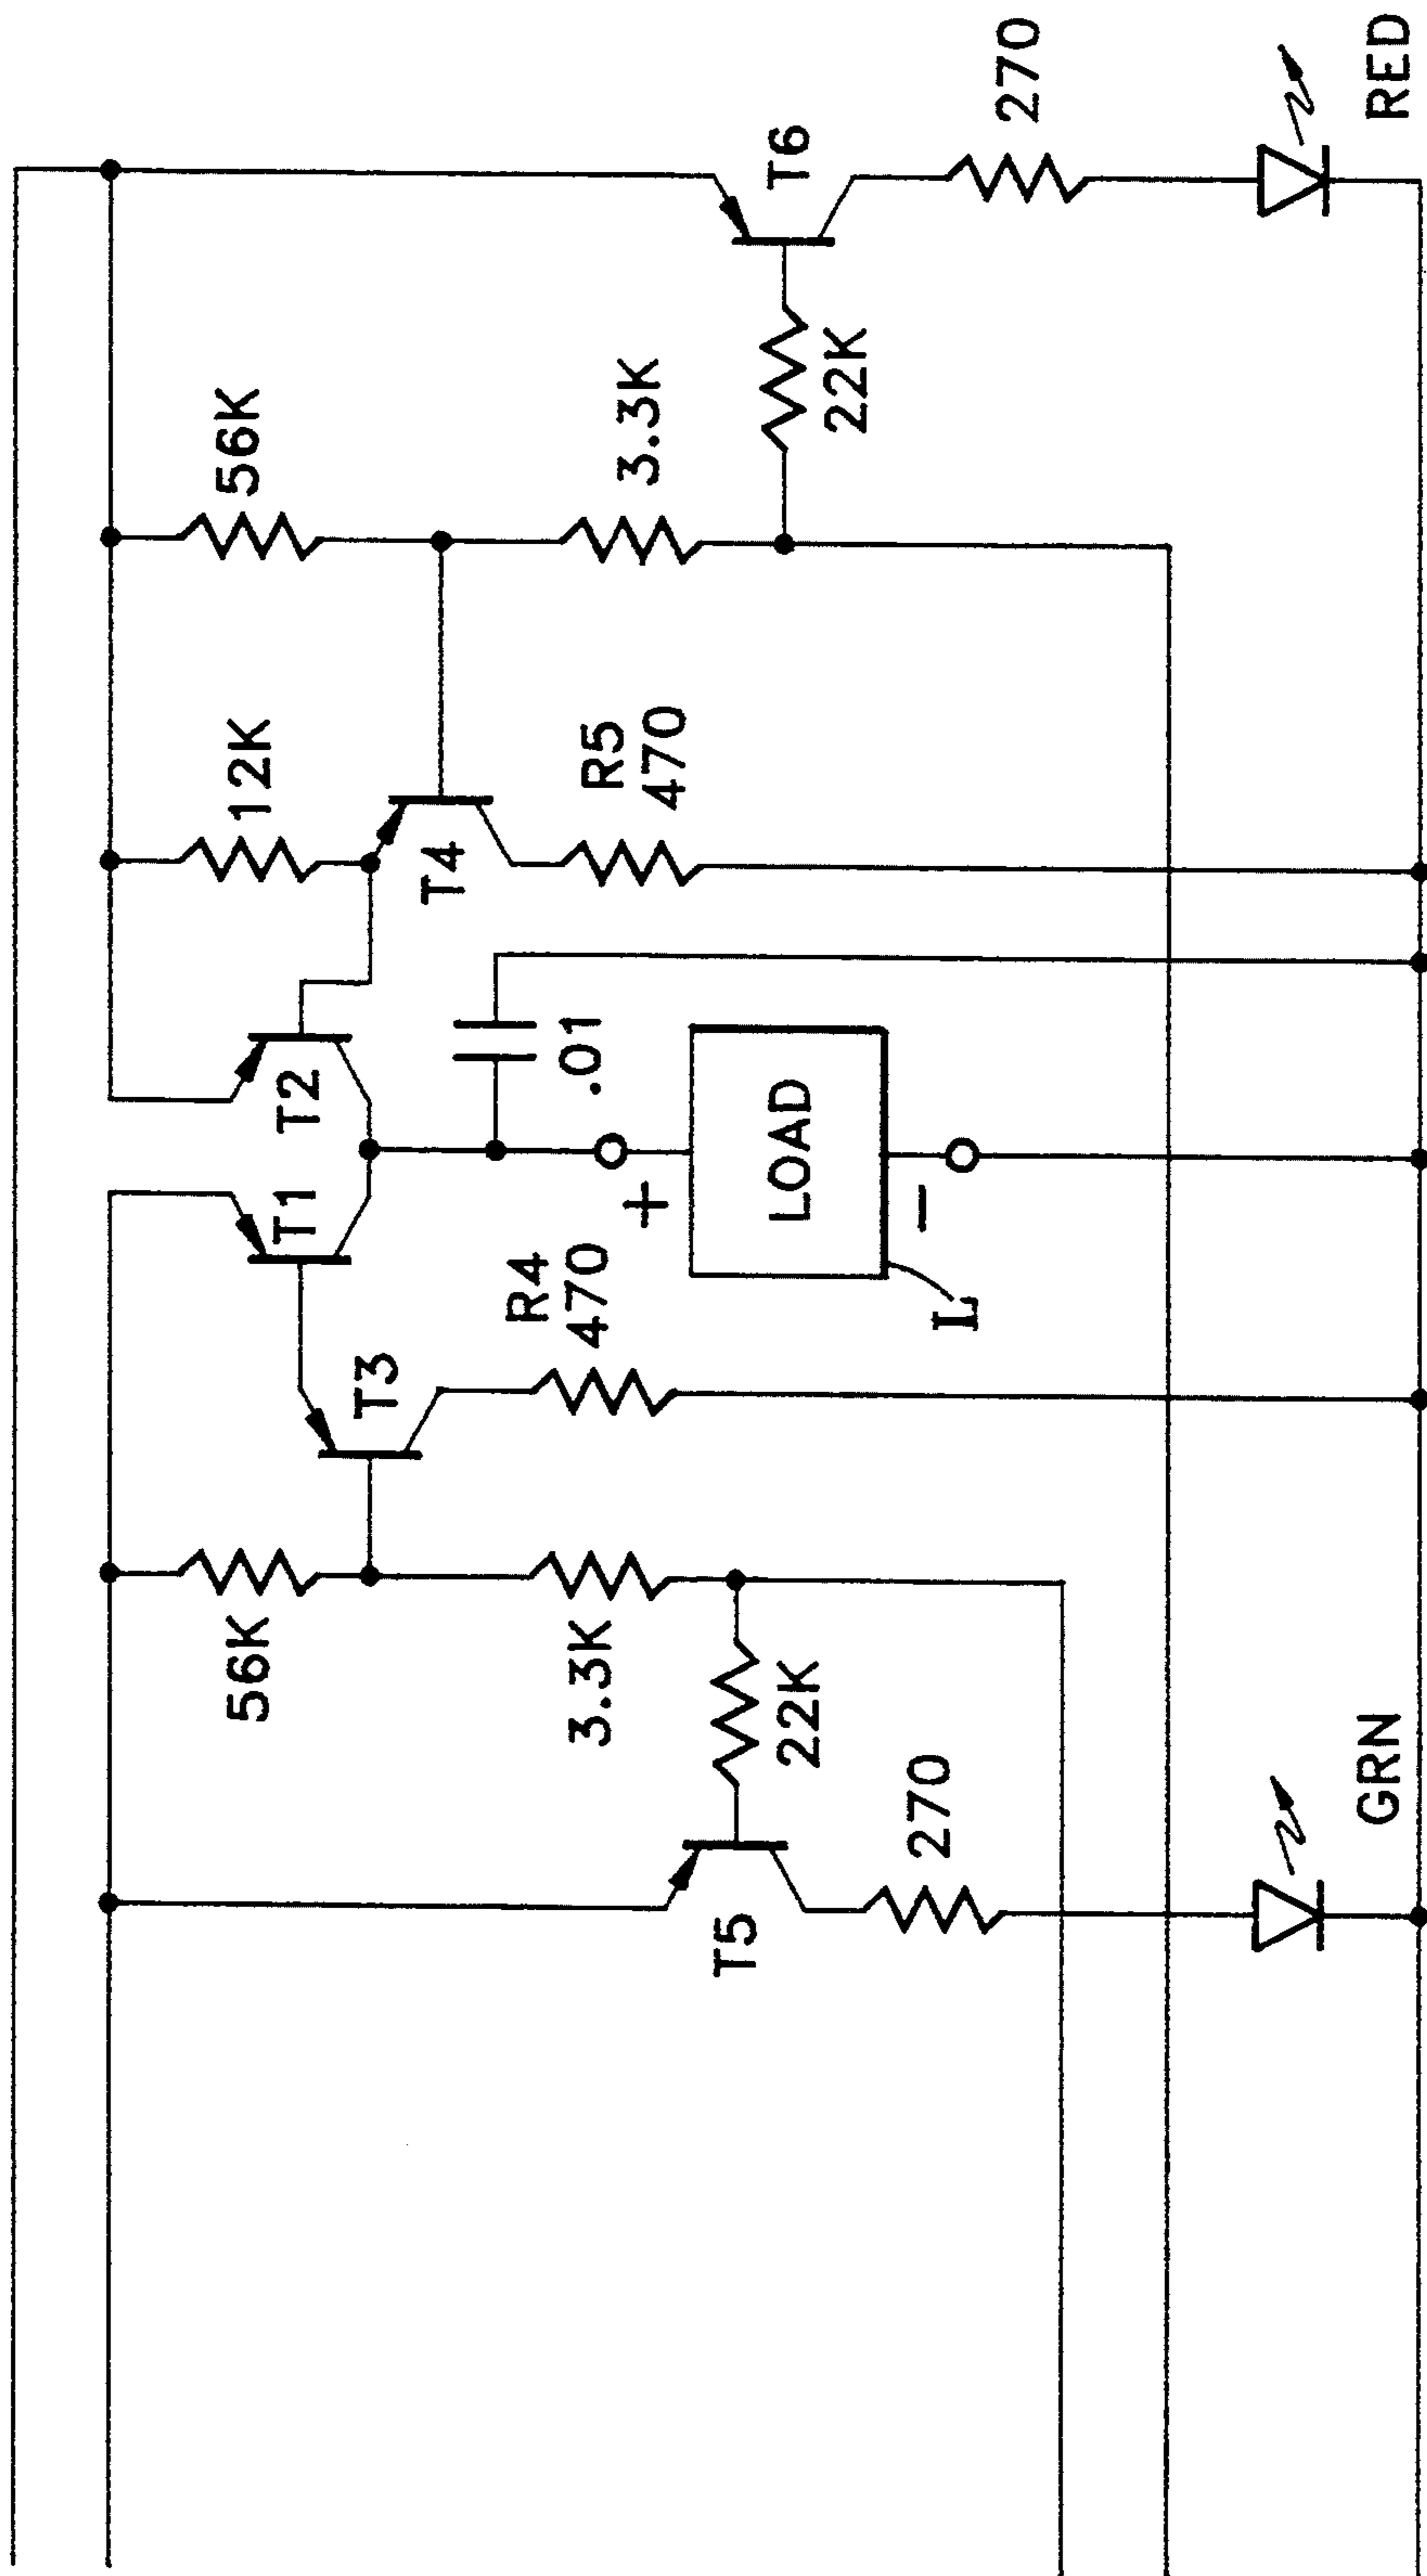 56K
12K
56K
T1
T2
T3
R4
470
.01
T4
R5
470
3.3K
3.3K
+
LOAD
−
L
T5
22K
270
22K
T6
270
GRN
RED